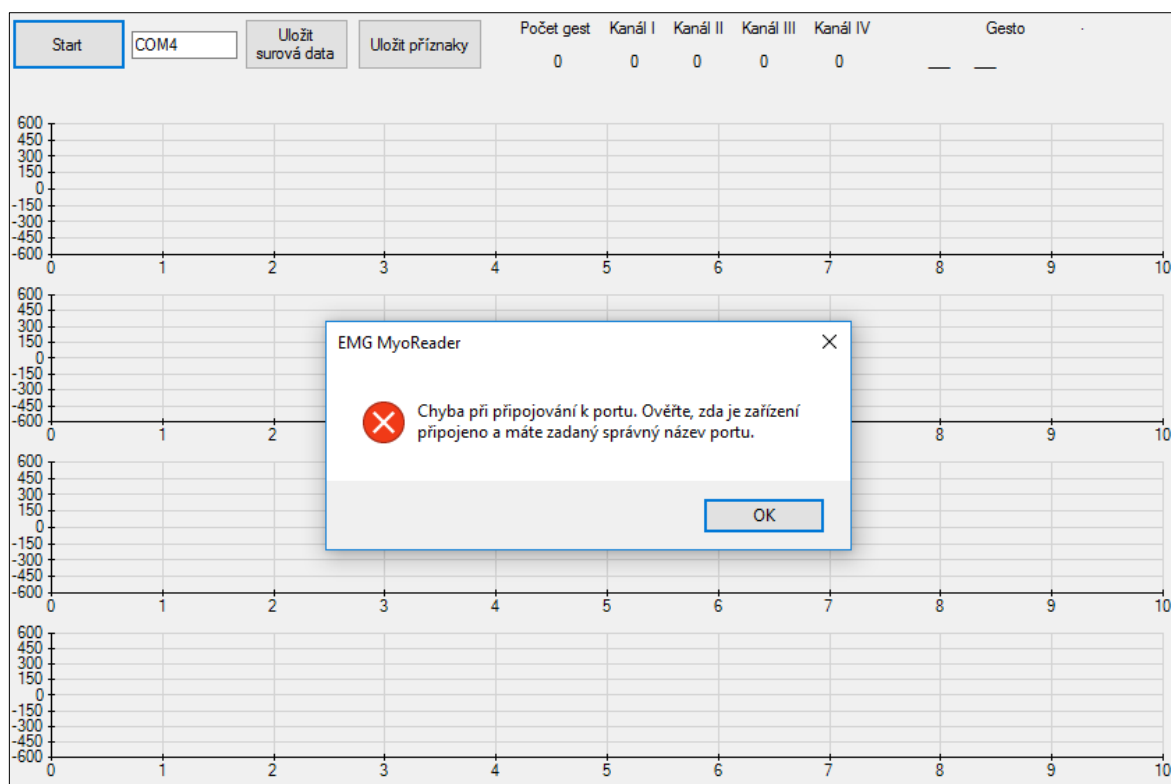 Start
COM4
Uložit
surová data
Uložit příznaky
Počet gest Kanál I Kanál II Kanál III Kanál IV Gesto .
0 0 0 0 0 __ __
600
450
300
150
0
-150
-300
-450
-600
0 1 2 3 4 5 6 7 8 9 10
600
450
300
150
0
-150
-300
-450
-600
0 1 2 8 9 10
EMG MyoReader
Chyba při připojování k portu. Ověřte, zda je zařízení
připojeno a máte zadaný správný název portu.
OK
600
450
300
150
0
-150
-300
-450
-600
0 1 2 3 4 5 6 7 8 9 10
600
450
300
150
0
-150
-300
-450
-600
0 1 2 3 4 5 6 7 8 9 10